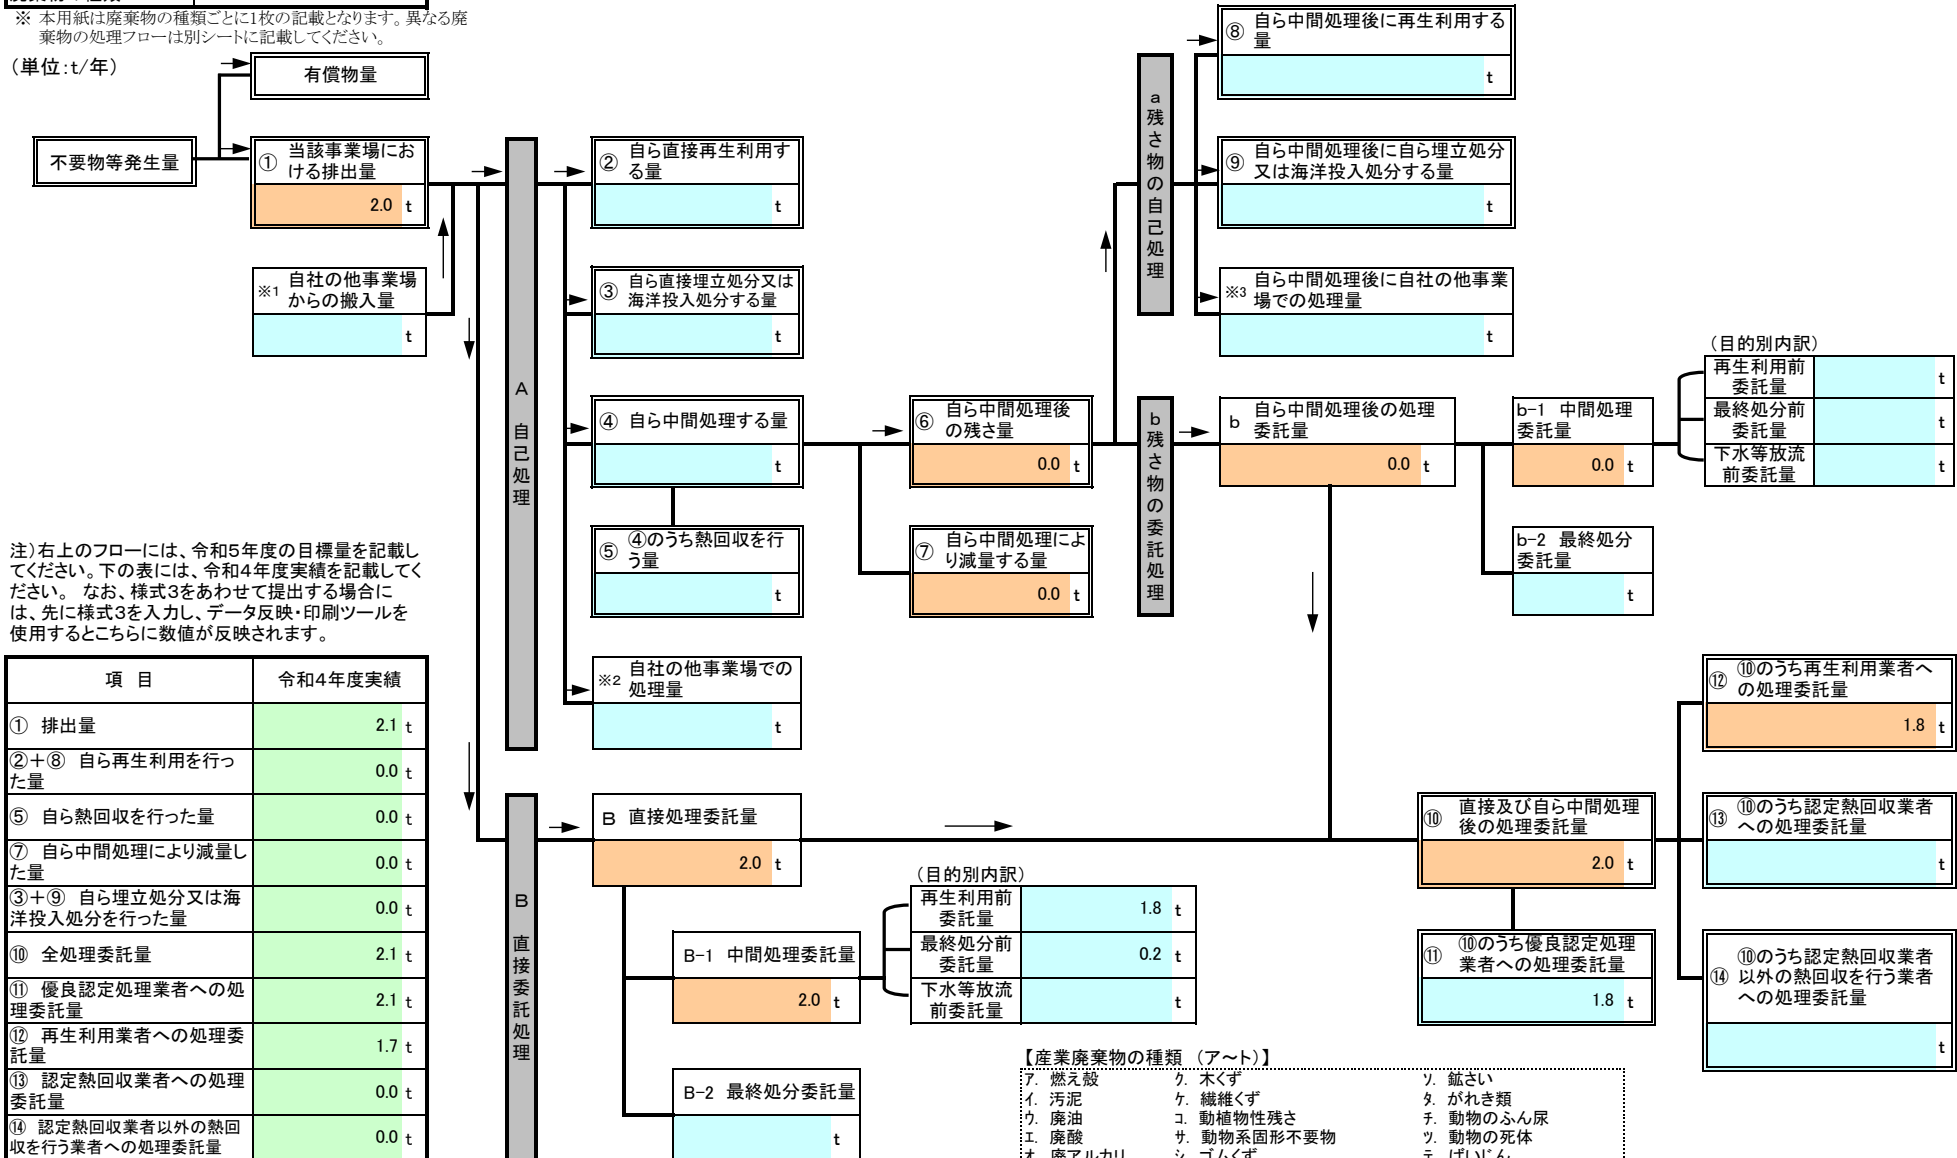 ※ 本用紙は廃棄物の種類ごとに1枚の記載となります。異なる廃
棄物の処理フローは別シートに記載してください。
（単位：t/年）
有償物量
不要物等発生量
① 当該事業場にお
ける排出量
2.0 t
※1 自社の他事業場
からの搬入量
t
A 自己処理
② 自ら直接再生利用す
る量
t
③ 自ら直接埋立処分又は
海洋投入処分する量
t
④ 自ら中間処理する量
t
⑤ ④のうち熱回収を行
う量
t
※2 自社の他事業場での
処理量
t
⑥ 自ら中間処理後
の残さ量
0.0 t
⑦ 自ら中間処理によ
り減量する量
0.0 t
a 残さ物の自己処理
⑧ 自ら中間処理後に再生利用する
量
t
⑨ 自ら中間処理後に自ら埋立処分
又は海洋投入処分する量
t
※3 自ら中間処理後に自社の他事業
場での処理量
t
b 残さ物の委託処理
b 自ら中間処理後の処理
委託量
0.0 t
b-1 中間処理
委託量
0.0 t
（目的別内訳）
再生利用前
委託量
t
最終処分前
委託量
t
下水等放流
前委託量
t
b-2 最終処分
委託量
t
注）右上のフローには、令和5年度の目標量を記載し
てください。下の表には、令和4年度実績を記載してく
ださい。 なお、様式3をあわせて提出する場合に
は、先に様式3を入力し、データ反映・印刷ツールを
使用するとこちらに数値が反映されます。
項 目 令和4年度実績
① 排出量 2.1 t
②＋⑧ 自ら再生利用を行っ
た量
0.0 t
⑤ 自ら熱回収を行った量 0.0 t
⑦ 自ら中間処理により減量し
た量
0.0 t
③＋⑨ 自ら埋立処分又は海
洋投入処分を行った量
0.0 t
⑩ 全処理委託量 2.1 t
⑪ 優良認定処理業者への処
理委託量
2.1 t
⑫ 再生利用業者への処理委
託量
1.7 t
⑬ 認定熱回収業者への処理
委託量
0.0 t
⑭ 認定熱回収業者以外の熱回
収を行う業者への処理委託量
0.0 t
B 直接委託処理
B 直接処理委託量
2.0 t
（目的別内訳）
再生利用前
委託量
1.8 t
最終処分前
委託量
0.2 t
下水等放流
前委託量
t
B-1 中間処理委託量
2.0 t
B-2 最終処分委託量
t
⑩ 直接及び自ら中間処理
後の処理委託量
2.0 t
⑪ ⑩のうち優良認定処理
業者への処理委託量
1.8 t
⑫ ⑩のうち再生利用業者へ
の処理委託量
1.8 t
⑬ ⑩のうち認定熱回収業者
への処理委託量
t
⑭ ⑩のうち認定熱回収業者
以外の熱回収を行う業者
への処理委託量
t
【産業廃棄物の種類 （ア～ト）】
ｱ. 燃え殻 ｸ. 木くず ｿ. 鉱さい
ｲ. 汚泥 ｹ. 繊維くず ﾀ. がれき類
ｳ. 廃油 ｺ. 動植物性残さ ﾁ. 動物のふん尿
ｴ. 廃酸 ｻ. 動物系固形不要物 ﾂ. 動物の死体
ｵ. 廃アルカリ ｼ. ゴムくず ﾃ. ばいじん